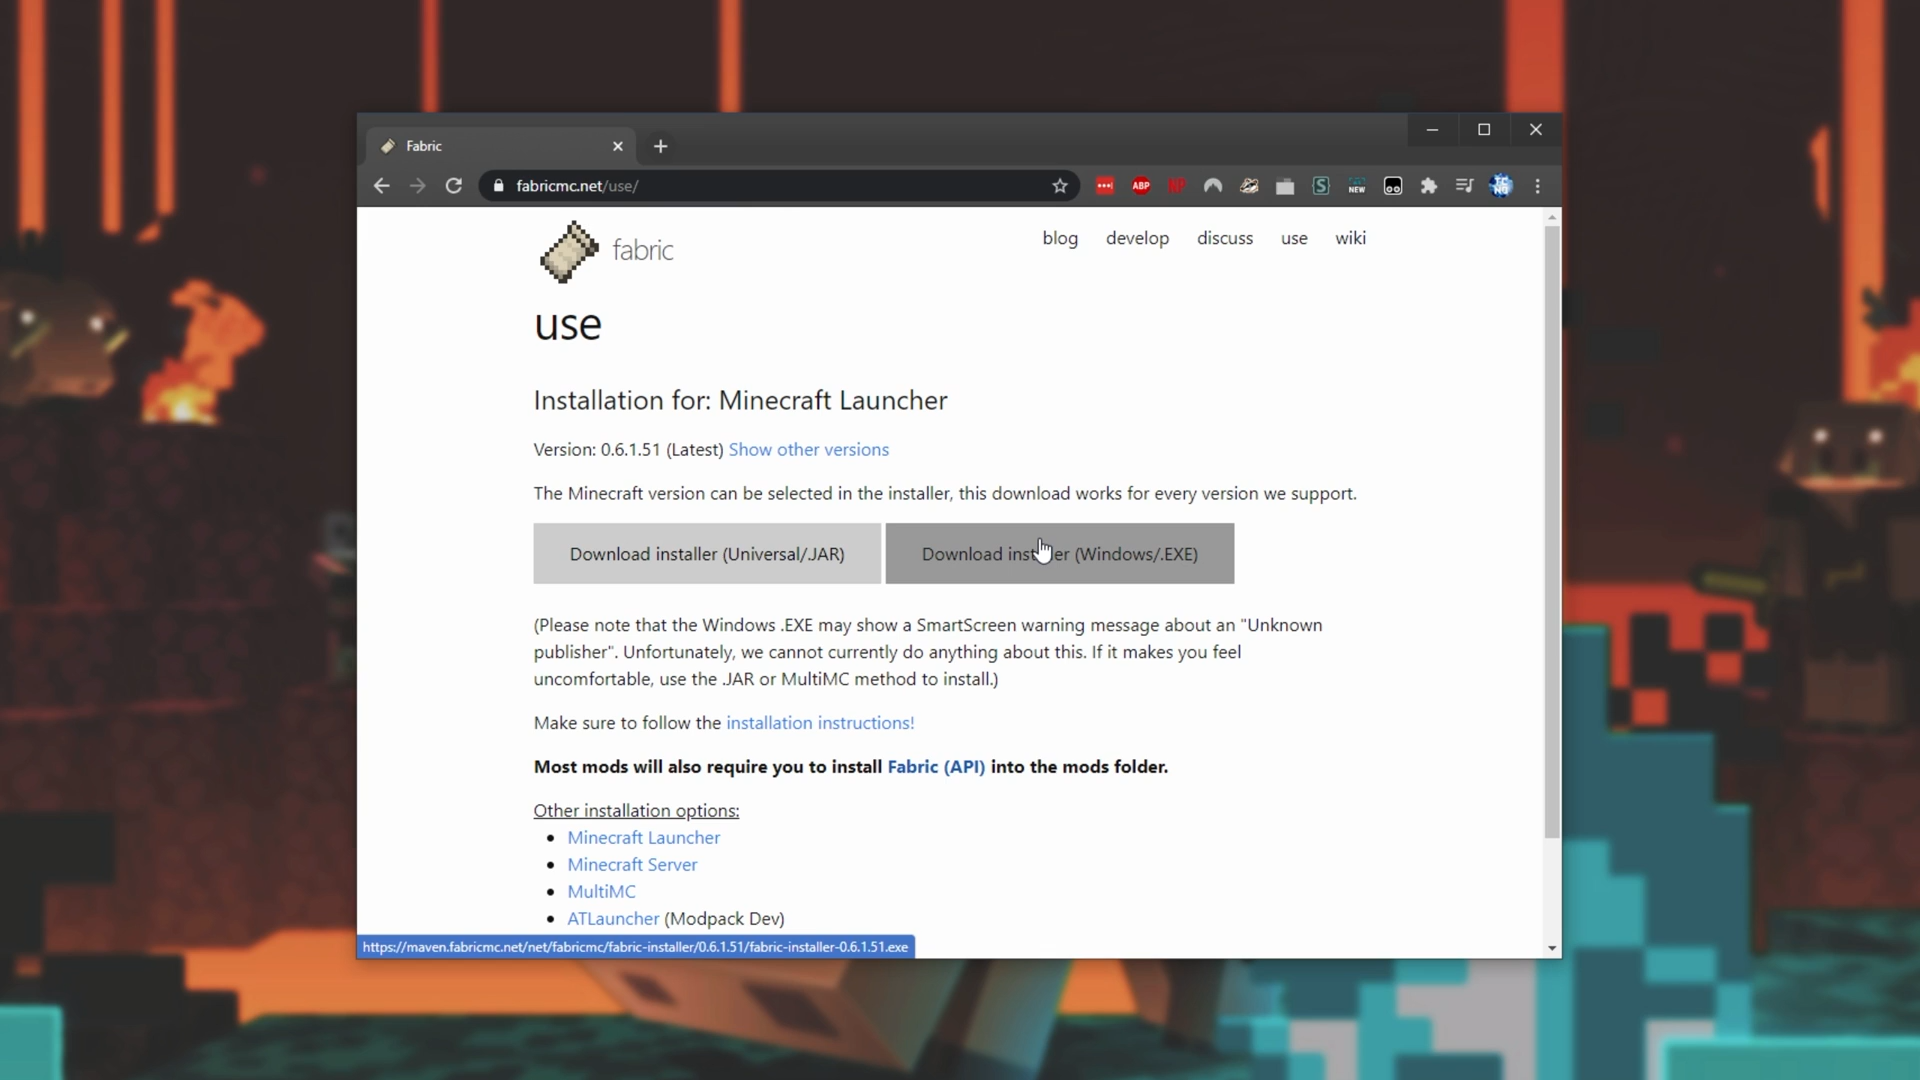 Fabric
fabricmc.net/use/
ABP
NP
NEW
fabric
blog develop discuss use wiki
use
Installation for: Minecraft Launcher
Version: 0.6.1.51 (Latest) Show other versions
The Minecraft version can be selected in the installer, this download works for every version we support.
Download installer (Universal/.JAR) Download installer (Windows/.EXE)
(Please note that the Windows .EXE may show a SmartScreen warning message about an "Unknown
publisher". Unfortunately, we cannot currently do anything about this. If it makes you feel
uncomfortable, use the .JAR or MultiMC method to install.)
Make sure to follow the installation instructions!
Most mods will also require you to install Fabric (API) into the mods folder.
Other installation options:
Minecraft Launcher
Minecraft Server
MultiMC
ATLauncher (Modpack Dev)
https://maven.fabricmc.net/net/fabricmc/fabric-installer/0.6.1.51/fabric-installer-0.6.1.51.exe